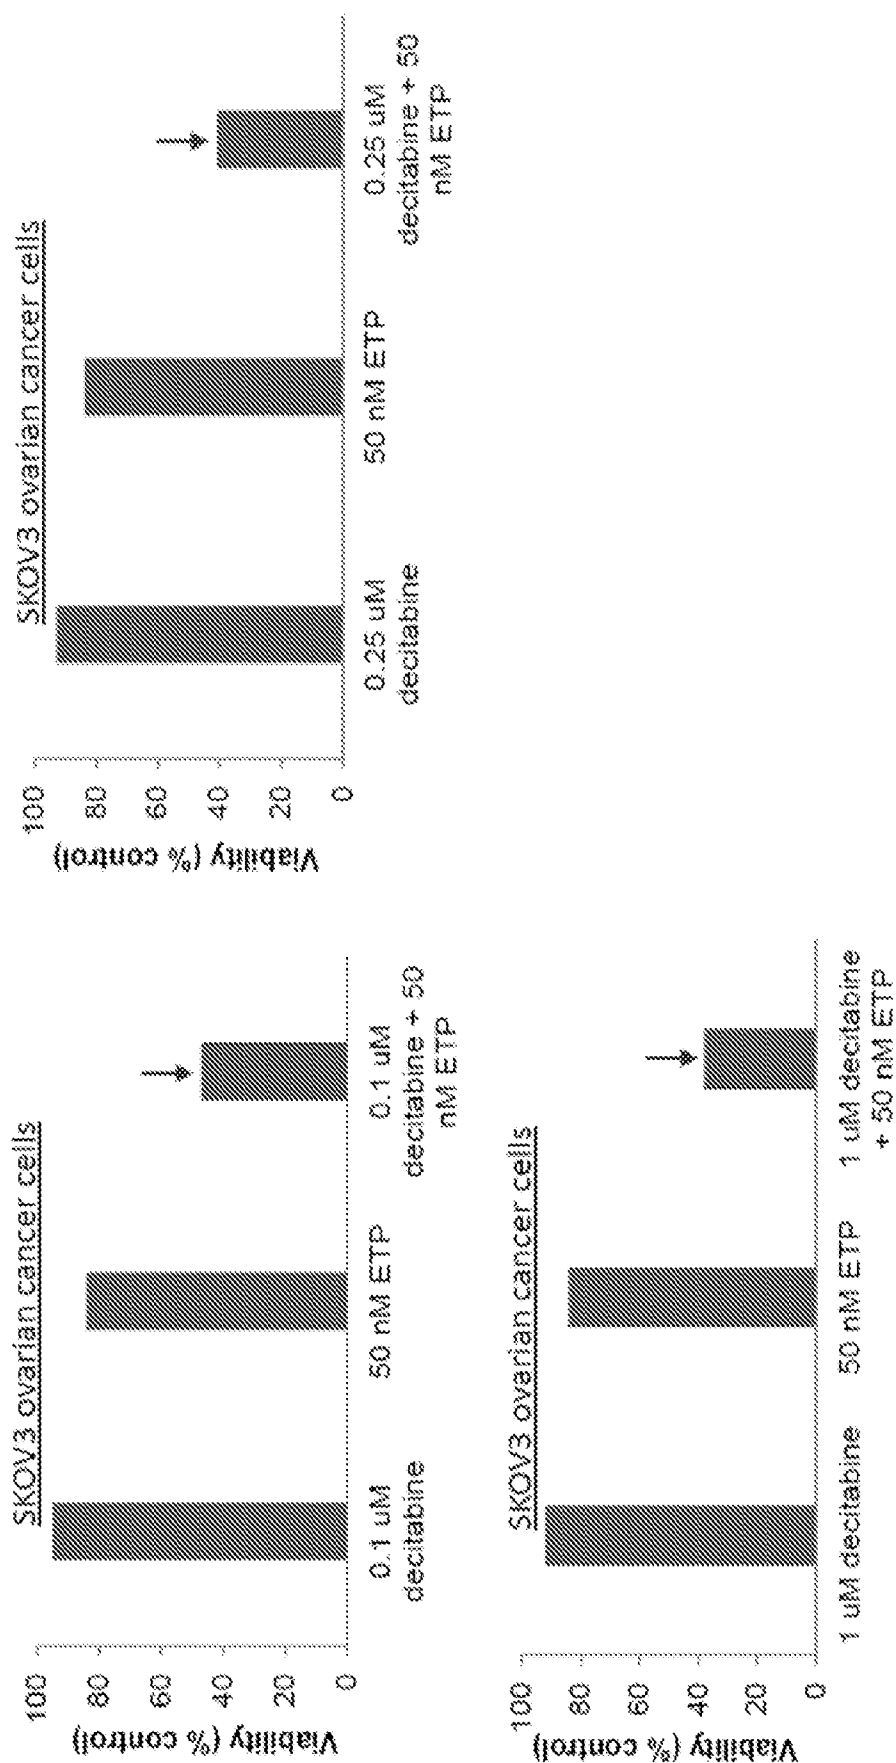 SKOV3 ovarian cancer cells
Viability (% control)
100
80
60
40
20
0
0.1 uM
decitabine
50 nM ETP
0.1 uM
decitabine + 50
nM ETP
SKOV3 ovarian cancer cells
Viability (% control)
100
80
60
40
20
0
0.25 uM
decitabine
50 nM ETP
0.25 uM
decitabine + 50
nM ETP
SKOV3 ovarian cancer cells
Viability (% control)
100
80
60
40
20
0
1 uM decitabine
50 nM ETP
1 uM decitabine
+ 50 nM ETP